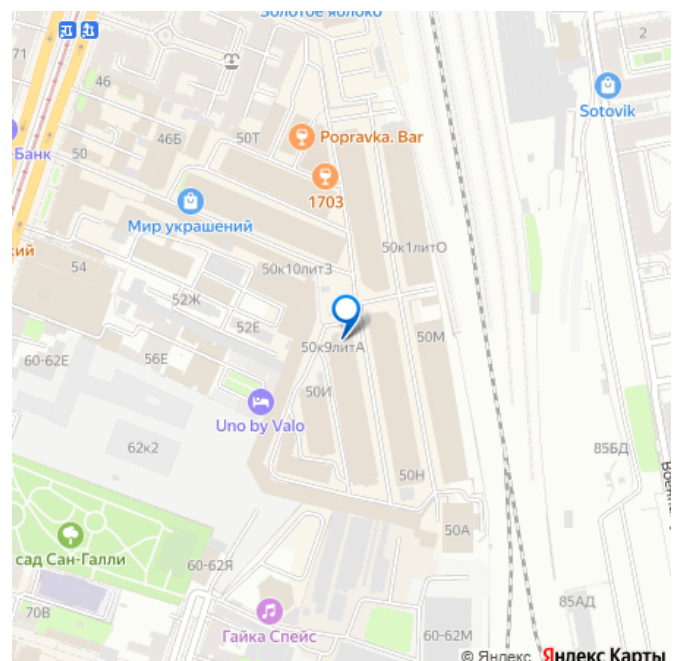 Золотое яблоко
71
2
46
Sotovik
46Б
50Т
Popravka. Bar
-Банк
50
1703
Мир украшений
кий
50к1литО
54
50к10литЗ
52Ж
52Е
50М
50к9литА
60-62Е
56Е
50И
Uno by Valo
62к2
85БД
50Н
50А
сад Сан-Галли
60-62Я
85АД
70В
Гайка Спейс
60-62М
© Яндекс Яндекс Карты